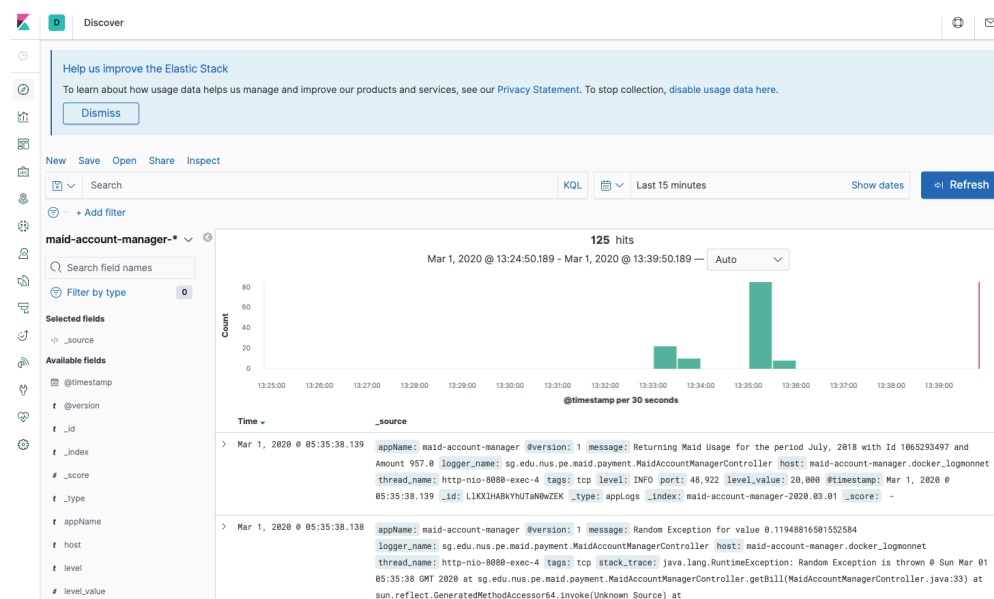 D Discover
Help us improve the Elastic Stack
To learn about how usage data helps us manage and improve our products and services, see our Privacy Statement. To stop collection, disable usage data here.
Dismiss
New Save Open Share Inspect
Search KQL Last 15 minutes Show dates Refresh
+ Add filter
maid-account-manager-*
125 hits
Mar 1, 2020 @ 13:24:50.189 - Mar 1, 2020 @ 13:39:50.189 — Auto
Search field names
Filter by type 0
Selected fields
</> _source
Available fields
@timestamp
t @version
t _id
t _index
# _score
t _type
t appName
t host
t level
# level_value
Count
80
60
40
20
0
13:25:00 13:26:00 13:27:00 13:28:00 13:29:00 13:30:00 13:31:00 13:32:00 13:33:00 13:34:00 13:35:00 13:36:00 13:37:00 13:38:00 13:39:00
@timestamp per 30 seconds
Time _source
Mar 1, 2020 @ 05:35:38.139 appName: maid-account-manager @version: 1 message: Returning Maid Usage for the period July, 2018 with Id 1065293497 and
Amount 957.0 logger_name: sg.edu.nus.pe.maid.payment.MaidAccountManagerController host: maid-account-manager.docker_logmonnet
thread_name: http-nio-8080-exec-4 tags: tcp level: INFO port: 48,922 level_value: 20,000 @timestamp: Mar 1, 2020 @
05:35:38.139 _id: LlKXlHABkYhUTaN0wZEK _type: appLogs _index: maid-account-manager-2020.03.01 _score: -
Mar 1, 2020 @ 05:35:38.138 appName: maid-account-manager @version: 1 message: Random Exception for value 0.11948816501552584
logger_name: sg.edu.nus.pe.maid.payment.MaidAccountManagerController host: maid-account-manager.docker_logmonnet
thread_name: http-nio-8080-exec-4 tags: tcp stack_trace: java.lang.RuntimeException: Random Exception is thrown @ Sun Mar 01
05:35:38 GMT 2020 at sg.edu.nus.pe.maid.payment.MaidAccountManagerController.getBill(MaidAccountManagerController.java:33) at
sun.reflect.GeneratedMethodAccessor64.invoke(Unknown Source) at